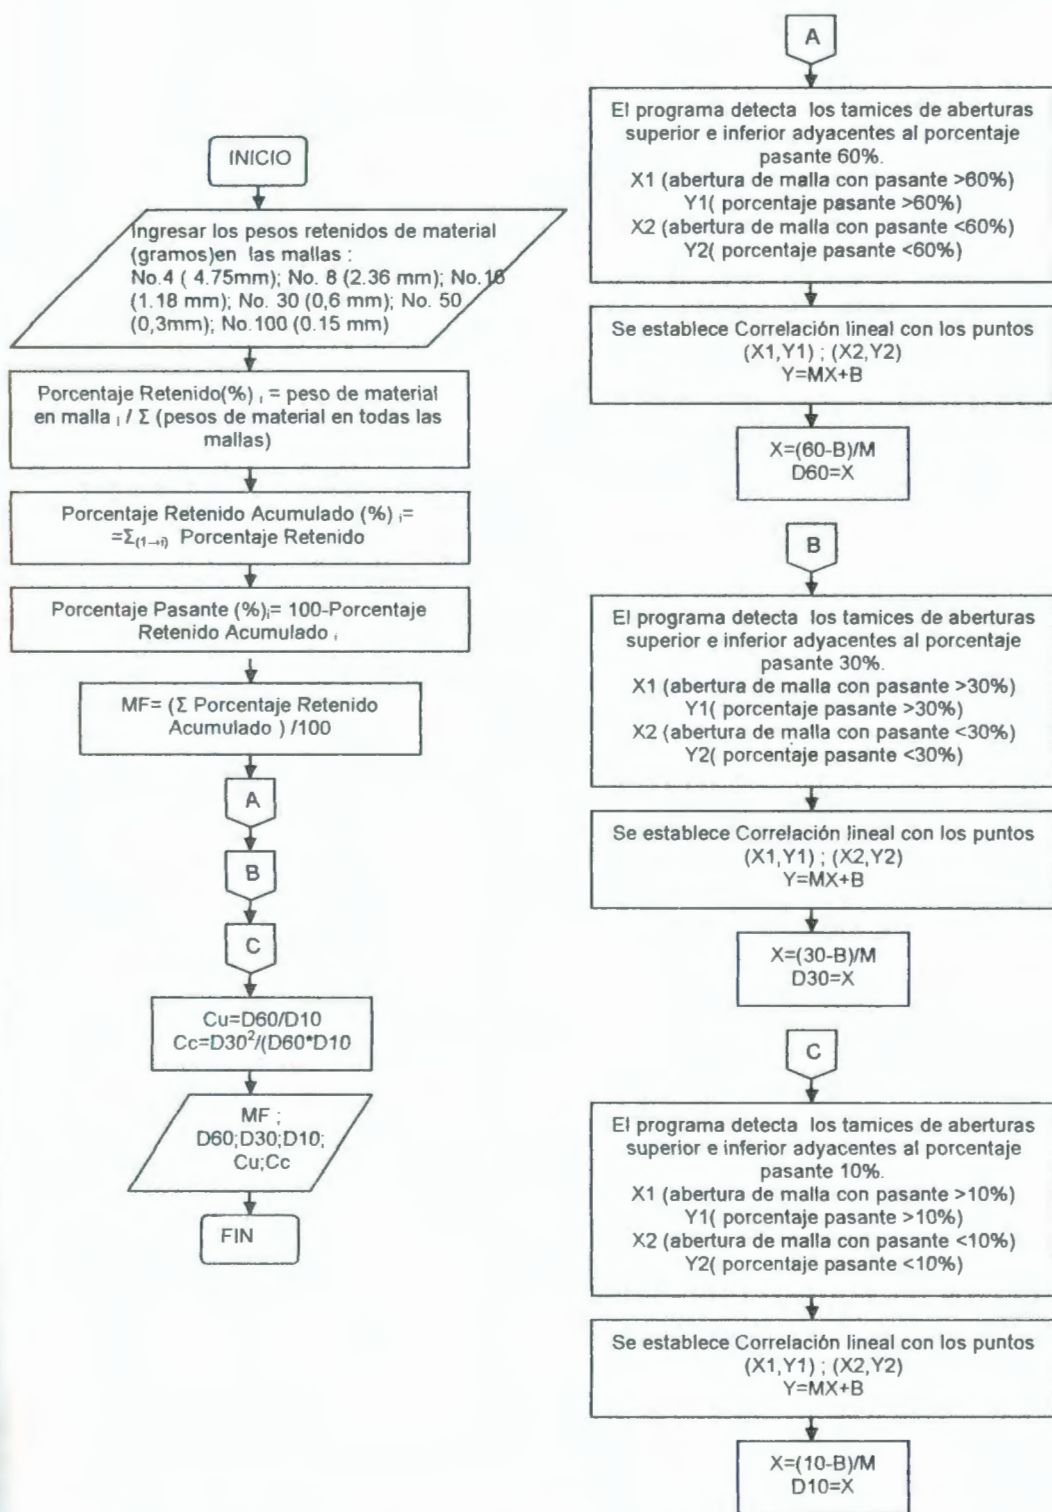 INICIO
Ingresar los pesos retenidos de material
(gramos)en las mallas :
No.4 ( 4.75mm); No. 8 (2.36 mm); No.16
(1.18 mm); No. 30 (0,6 mm); No. 50
(0,3mm); No.100 (0.15 mm)
Porcentaje Retenido(%) i = peso de material
en malla i / Σ (pesos de material en todas las
mallas)
Porcentaje Retenido Acumulado (%) i=
=Σ(1→i) Porcentaje Retenido
Porcentaje Pasante (%)i= 100-Porcentaje
Retenido Acumulado i
MF= (Σ Porcentaje Retenido
Acumulado ) /100
A
B
C
Cu=D60/D10
Cc=D30²/(D60*D10
MF ;
D60;D30;D10;
Cu;Cc
FIN
A
El programa detecta los tamices de aberturas
superior e inferior adyacentes al porcentaje
pasante 60%.
X1 (abertura de malla con pasante >60%)
Y1( porcentaje pasante >60%)
X2 (abertura de malla con pasante <60%)
Y2( porcentaje pasante <60%)
Se establece Correlación lineal con los puntos
(X1,Y1) ; (X2,Y2)
Y=MX+B
X=(60-B)/M
D60=X
B
El programa detecta los tamices de aberturas
superior e inferior adyacentes al porcentaje
pasante 30%.
X1 (abertura de malla con pasante >30%)
Y1( porcentaje pasante >30%)
X2 (abertura de malla con pasante <30%)
Y2( porcentaje pasante <30%)
Se establece Correlación lineal con los puntos
(X1,Y1) ; (X2,Y2)
Y=MX+B
X=(30-B)/M
D30=X
C
El programa detecta los tamices de aberturas
superior e inferior adyacentes al porcentaje
pasante 10%.
X1 (abertura de malla con pasante >10%)
Y1( porcentaje pasante >10%)
X2 (abertura de malla con pasante <10%)
Y2( porcentaje pasante <10%)
Se establece Correlación lineal con los puntos
(X1,Y1) ; (X2,Y2)
Y=MX+B
X=(10-B)/M
D10=X